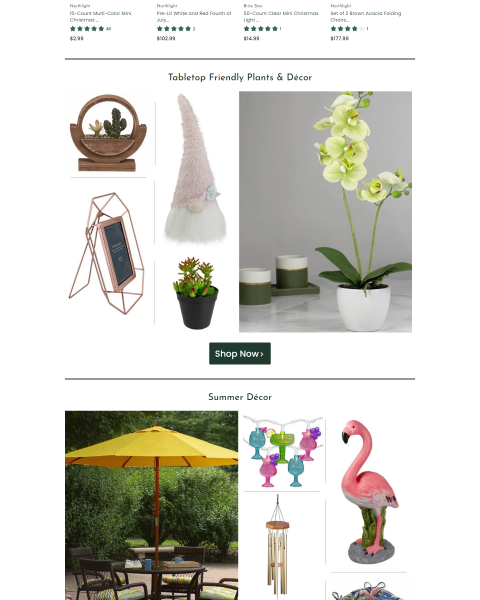 Northlight
10-Count Multi-Color Mini
Christmas ...
$2.99
Northlight
Pre-Lit White and Red Fourth of
July...
2
$102.99
Brite Star
50-Count Clear Mini Christmas
Light ...
1
$14.99
Northlight
Set of 2 Brown Acacia Folding
Chairs...
1
$177.99
Tabletop Friendly Plants & Décor
Shop Now›
Summer Décor